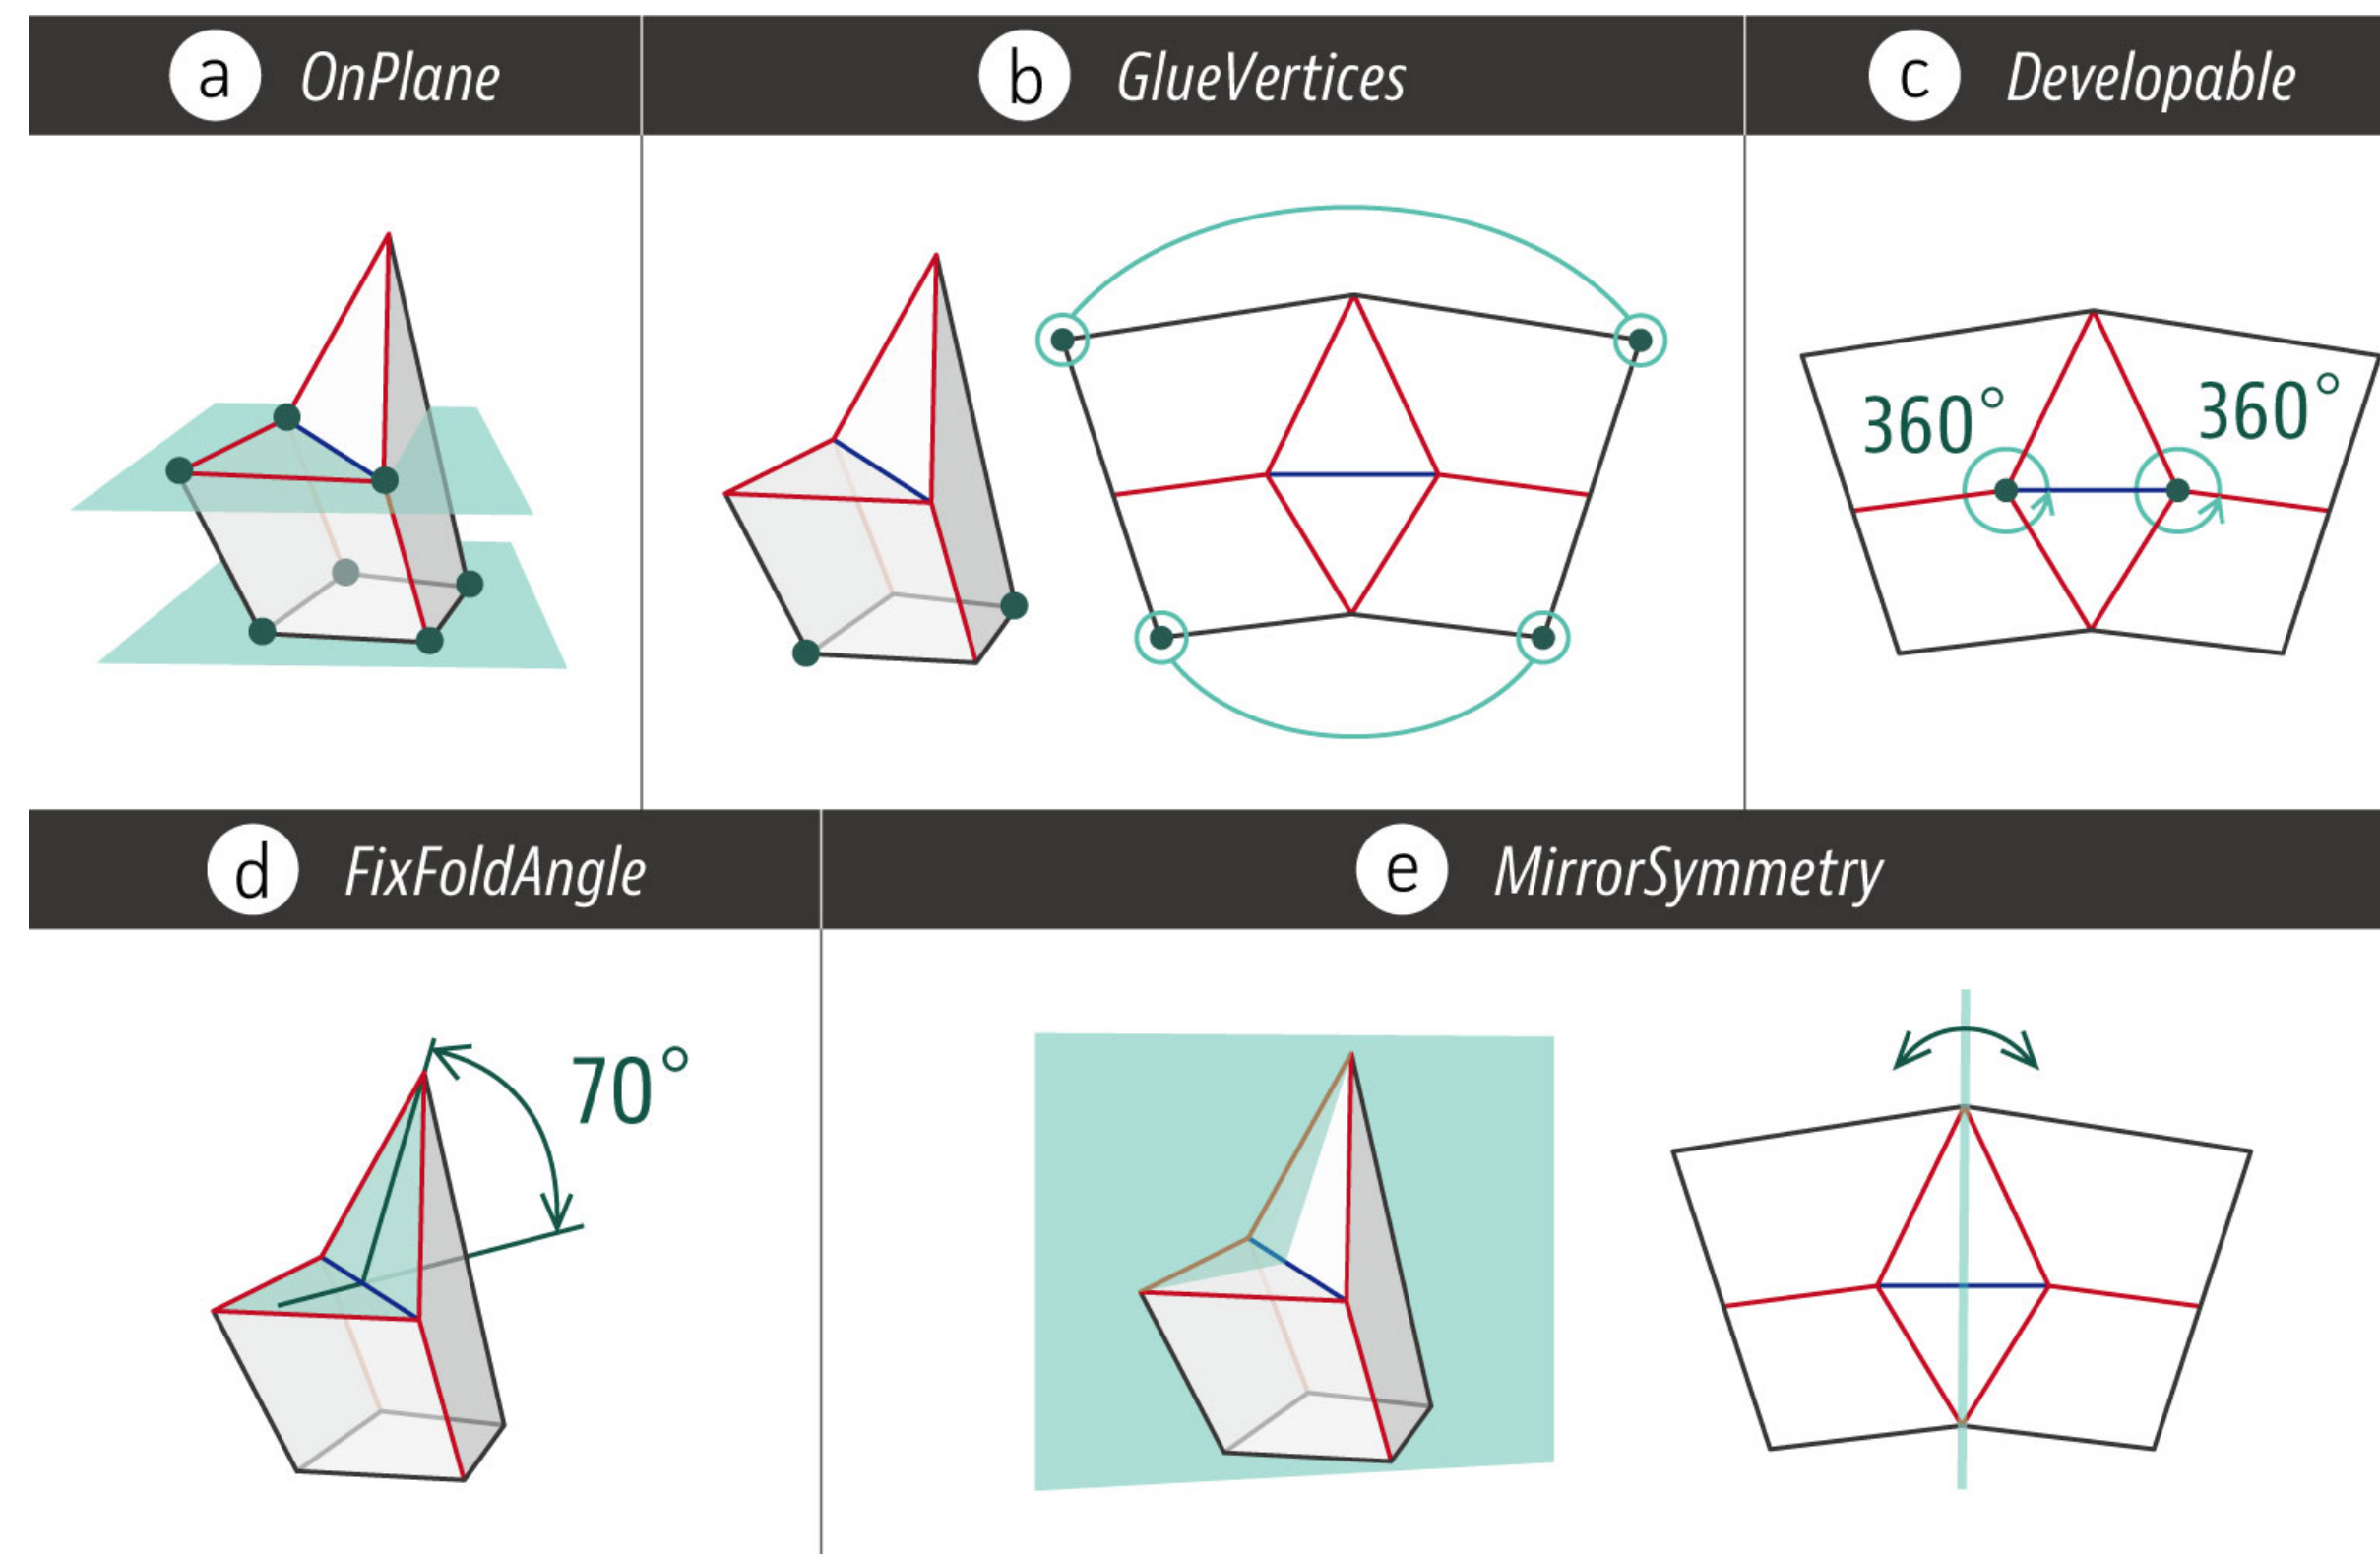 a OnPlane
b GlueVertices
c Developable
360°
360°
d FixFoldAngle
e MirrorSymmetry
70°